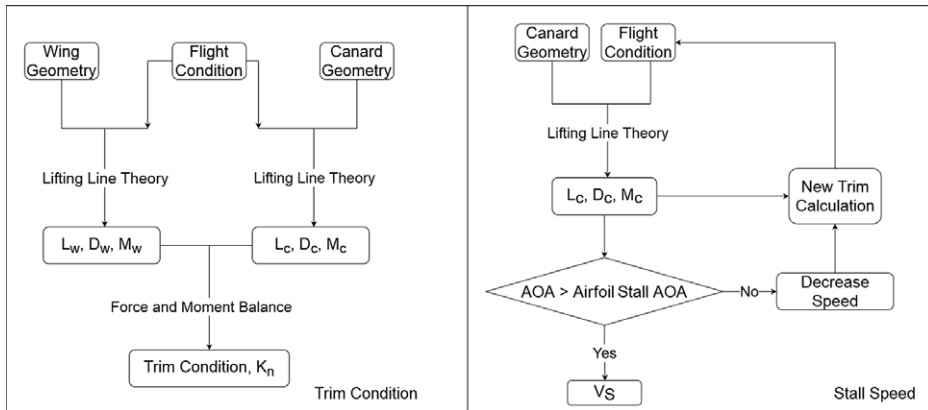 Wing
Geometry
Flight
Condition
Canard
Geometry
Lifting Line Theory
Lifting Line Theory
Lw, Dw, Mw
Lc, Dc, Mc
Force and Moment Balance
Trim Condition, Kn
Trim Condition
Canard
Geometry
Flight
Condition
Lifting Line Theory
Lc, Dc, Mc
New Trim
Calculation
AOA > Airfoil Stall AOA
No
Decrease
Speed
Yes
VS
Stall Speed